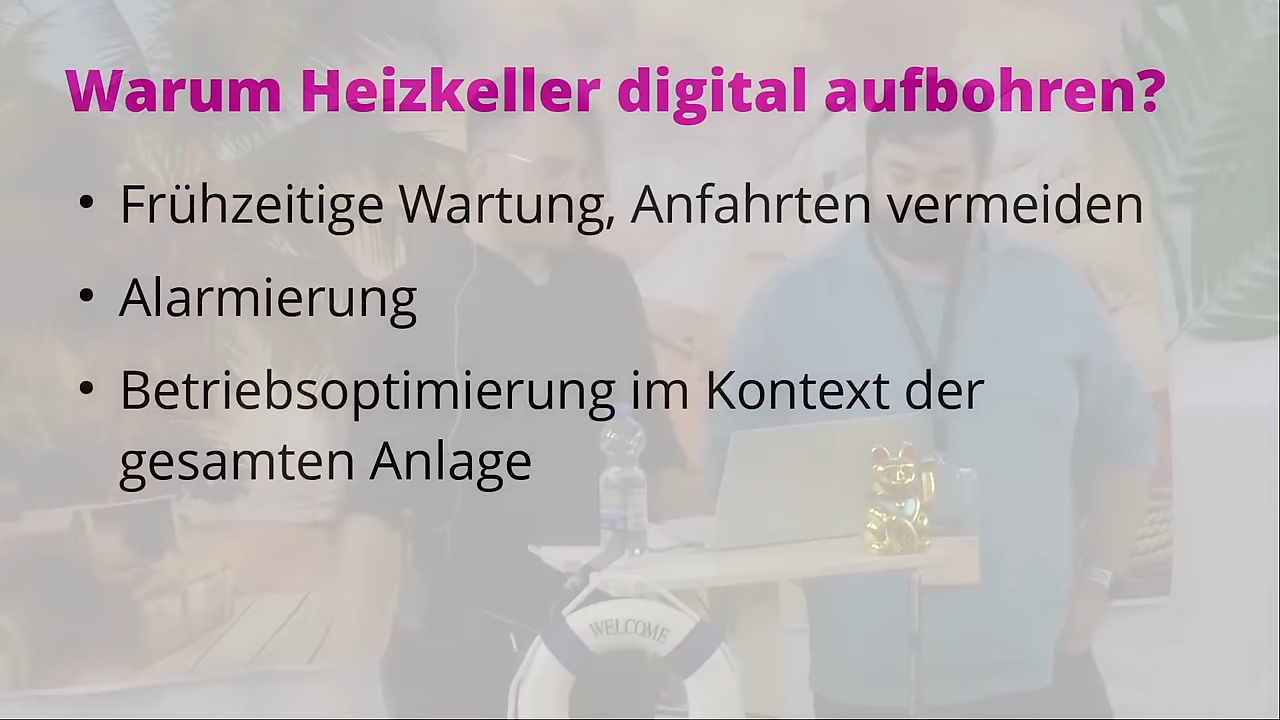 Warum Heizkeller digital aufbohren?
• Frühzeitige Wartung, Anfahrten vermeiden
• Alarmierung
• Betriebsoptimierung im Kontext der
gesamten Anlage
WELCOME